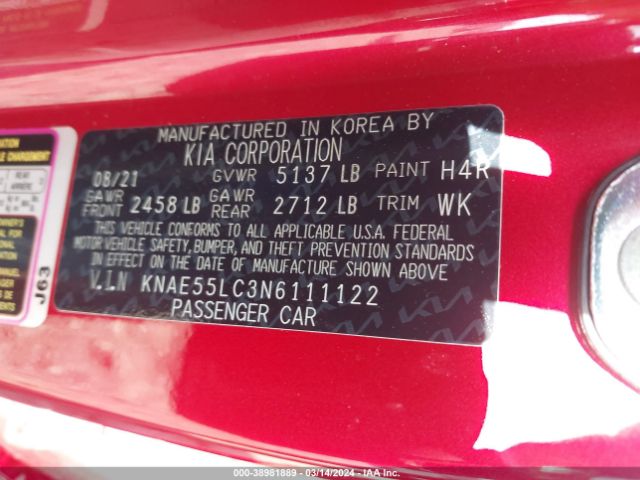 MANUFACTURED IN KOREA BY
KIA CORPORATION
08/21 GVWR 5137 LB PAINT H4R
GAWR FRONT 2458 LB GAWR REAR 2712 LB TRIM WK
THIS VEHICLE CONFORMS TO ALL APPLICABLE U.S.A. FEDERAL
MOTOR VEHICLE SAFETY, BUMPER, AND THEFT PREVENTION STANDARDS
IN EFFECT ON THE DATE OF MANUFACTURE SHOWN ABOVE
V.I.N KNAE55LC3N6111122
PASSENGER CAR
REAR
J63
000-38981889 - 03/14/2024 - IAA Inc.